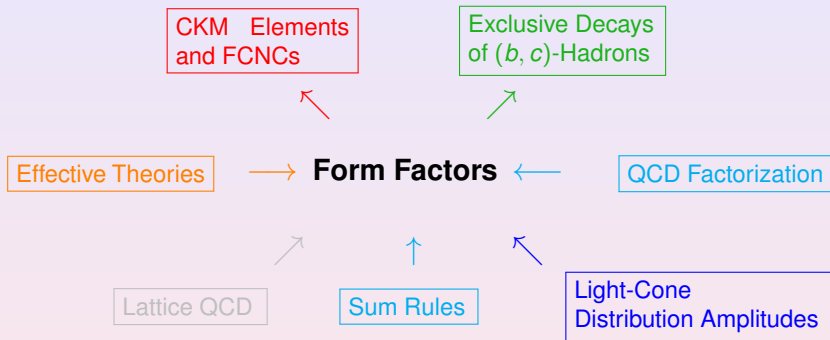 CKM Elements
and FCNCs
Exclusive Decays
of (b, c)-Hadrons
Effective Theories
Form Factors
QCD Factorization
Lattice QCD
Sum Rules
Light-Cone
Distribution Amplitudes